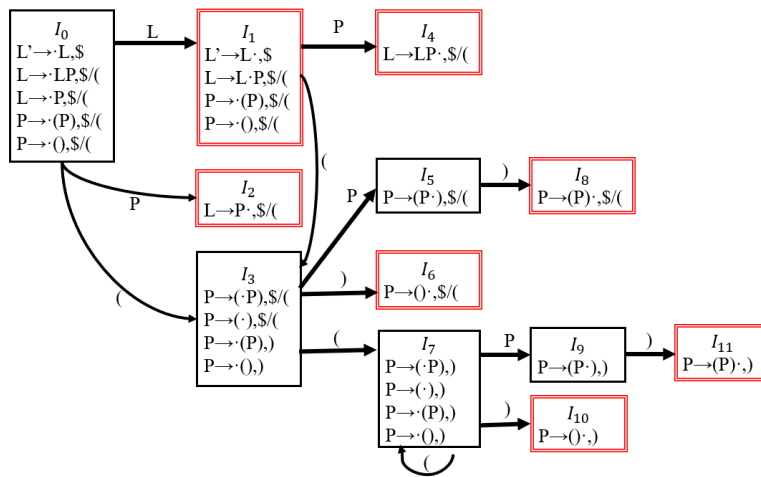 I₀
L'→·L,$
L→·LP,$/(
L→·P,$/(
P→·(P),$/(
P→·(),$/(
L
I₁
L'→L·,$
L→L·P,$/(
P→·(P),$/(
P→·(),$/(
P
I₄
L→LP·,$/(
(
P
I₂
L→P·,$/(
(
I₃
P→(·P),$/(
P→(·),$/(
P→·(P),)
P→·(),)
P
I₅
P→(P·),$/(
)
I₈
P→(P)·,$/(
)
I₆
P→()·,$/(
(
I₇
P→(·P),)
P→(·),)
P→·(P),)
P→·(),)
(
P
I₉
P→(P·),)
)
I₁₁
P→(P)·,)
)
I₁₀
P→()·,)